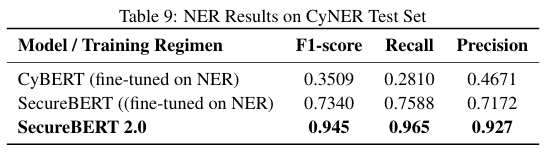 Table 9: NER Results on CyNER Test Set
Model / Training Regimen F1-score Recall Precision
CyBERT (fine-tuned on NER) 0.3509 0.2810 0.4671
SecureBERT ((fine-tuned on NER) 0.7340 0.7588 0.7172
SecureBERT 2.0 0.945 0.965 0.927